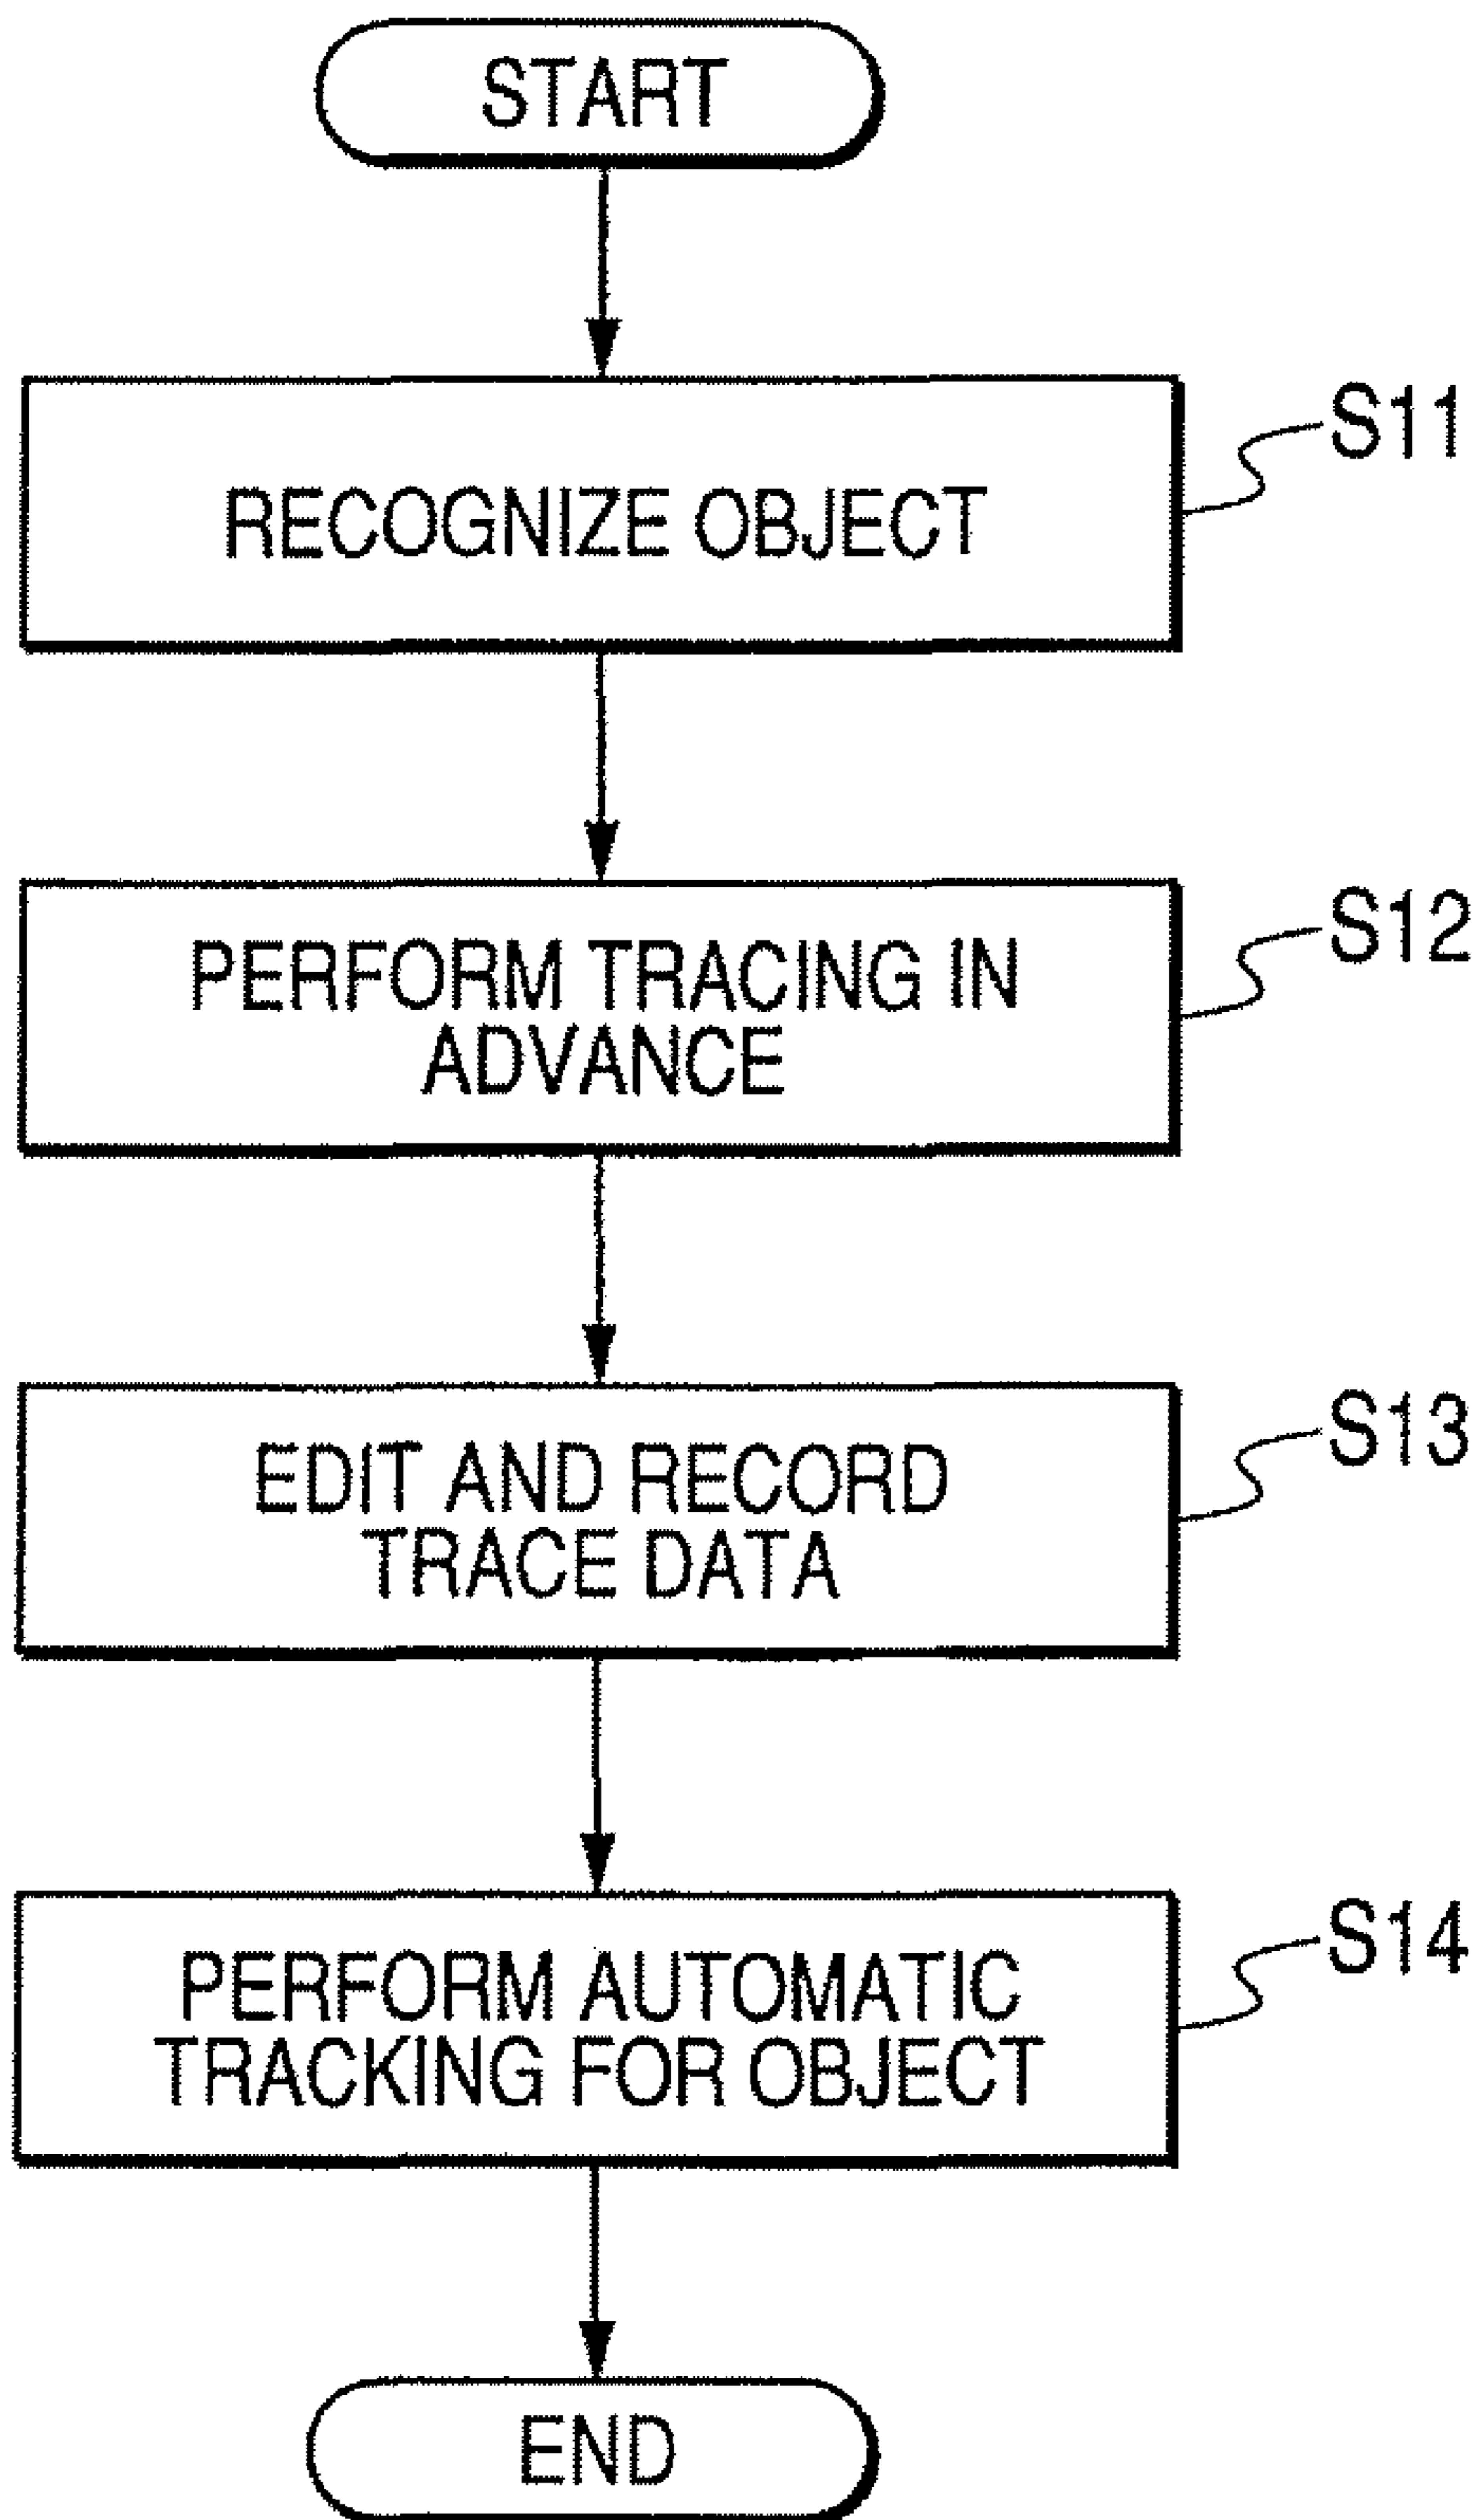 START
RECOGNIZE OBJECT
S11
PERFORM TRACING IN
ADVANCE
S12
EDIT AND RECORD
TRACE DATA
S13
PERFORM AUTOMATIC
TRACKING FOR OBJECT
S14
END